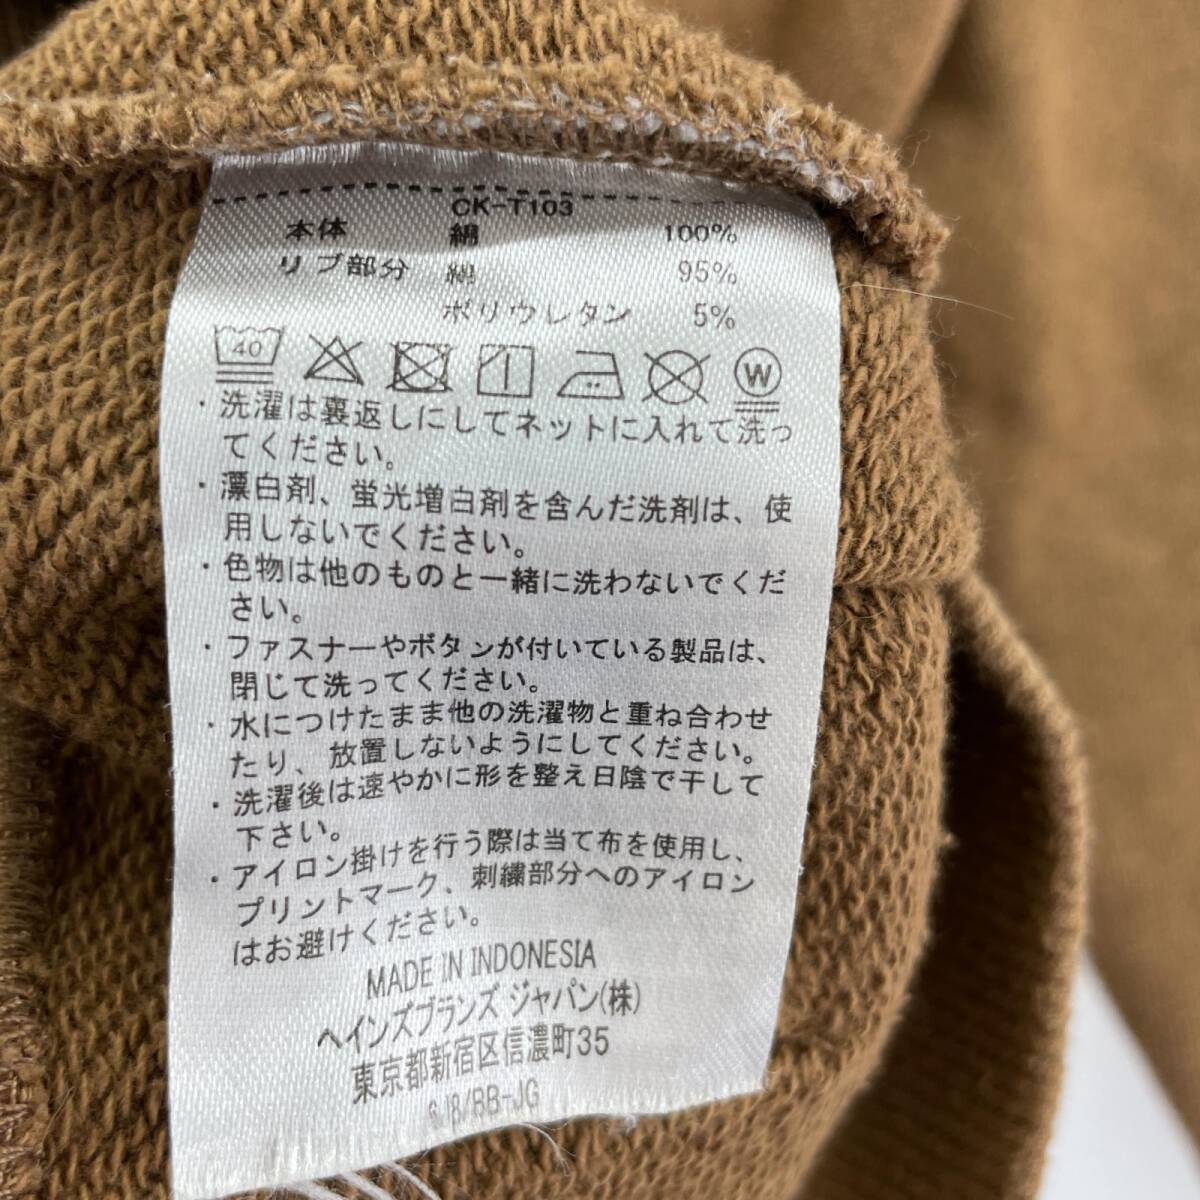 CK-T103
本体 綿 100%
リブ部分 綿 95%
ポリウレタン 5%
40 W
・洗濯は裏返しにしてネットに入れて洗っ
てください。
・漂白剤、蛍光増白剤を含んだ洗剤は、使
用しないでください。
・色物は他のものと一緒に洗わないでくだ
さい。
・ファスナーやボタンが付いている製品は、
閉じて洗ってください。
・水につけたまま他の洗濯物と重ね合わせ
たり、放置しないようにしてください。
・洗濯後は速やかに形を整え日陰で干して
下さい。
・アイロン掛けを行う際は当て布を使用し、
プリントマーク、刺繍部分へのアイロン
はお避けください。
MADE IN INDONESIA
ヘインズブランズ ジャパン(株)
東京都新宿区信濃町35
/BB-JG